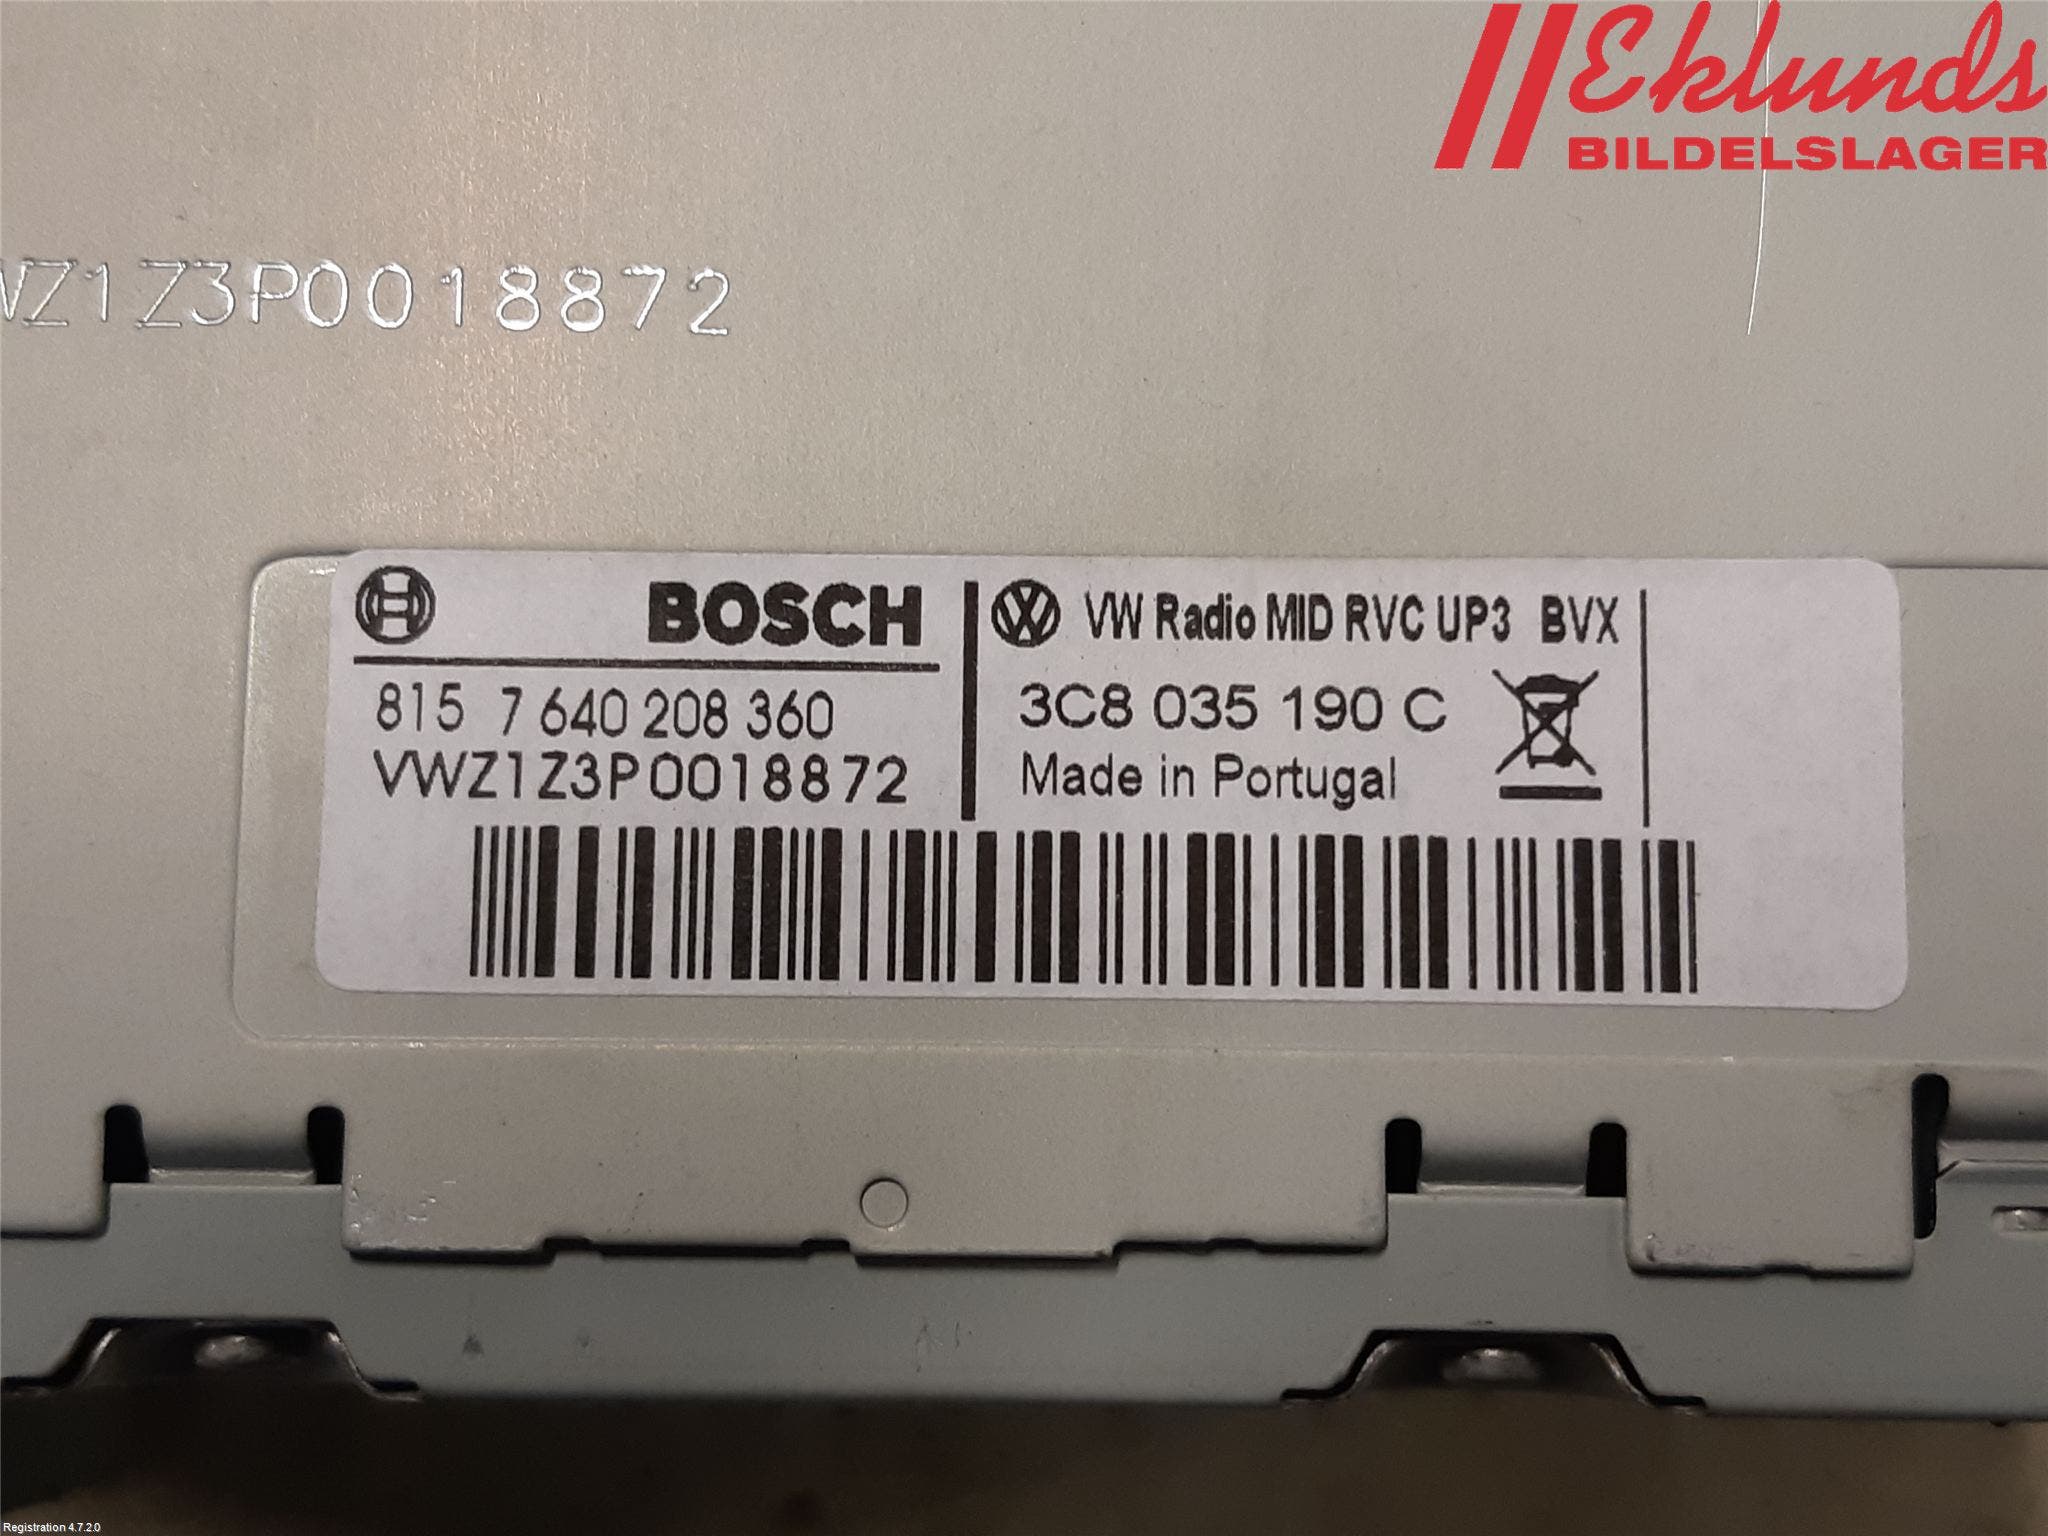 Eklunds
BILDELSLAGER
WZ1Z3P0018872
BOSCH
815 7 640 208 360
VWZ1Z3P0018872
VW Radio MID RVC UP3 BVX
3C8 035 190 C
Made in Portugal
Registration 4.7.2.0